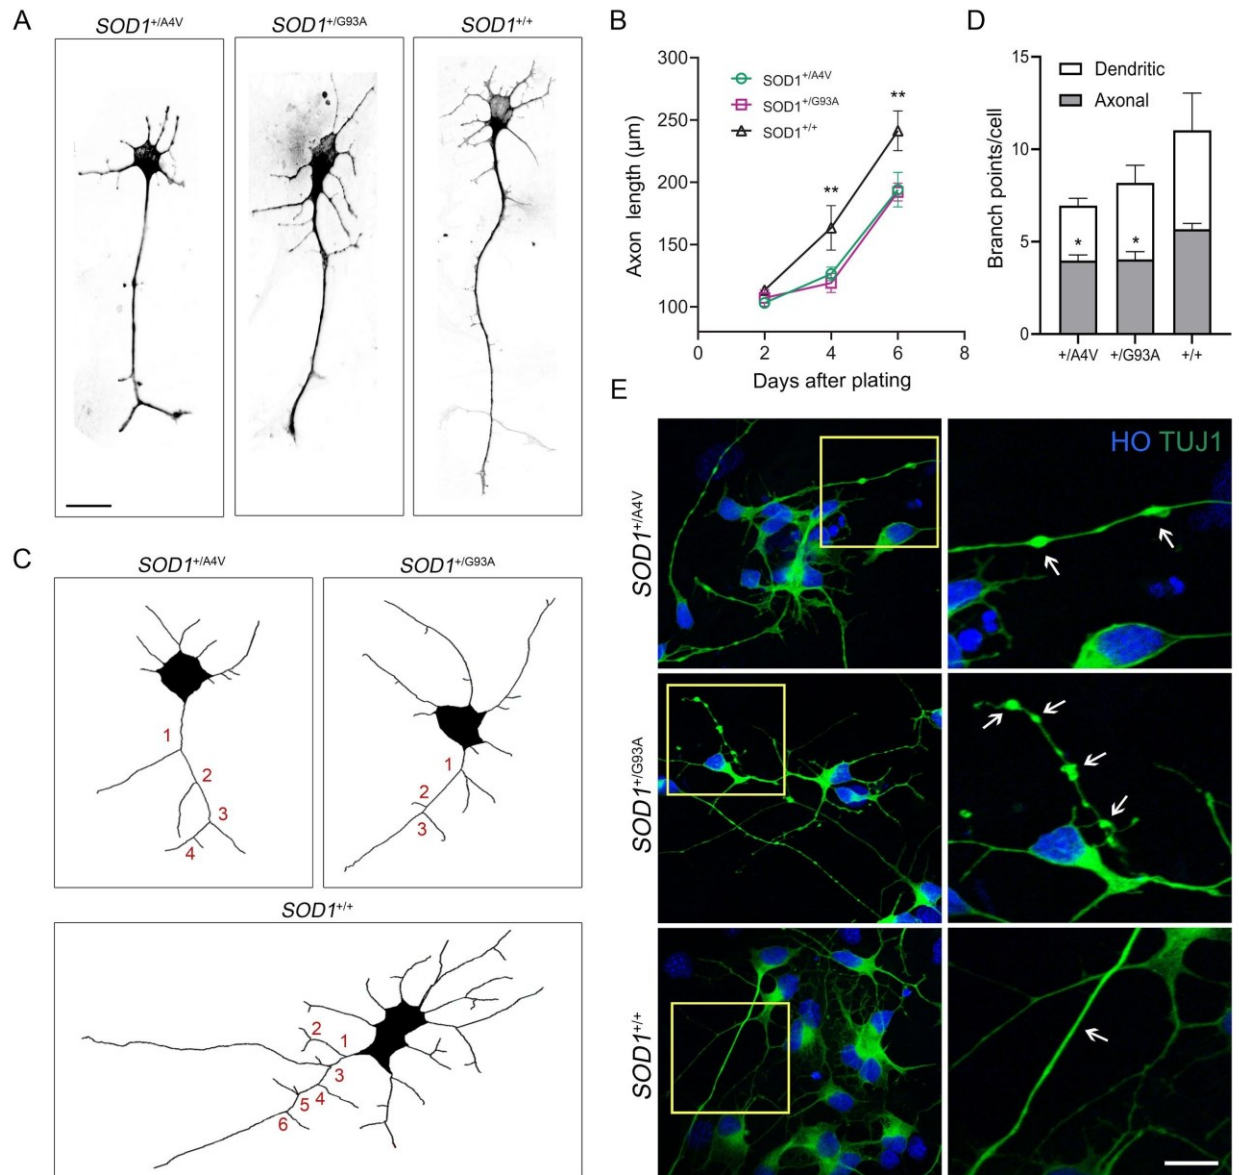 A
SOD1+/A4V
SOD1+/G93A
SOD1+/+
B
300
250
200
150
100
0
2
4
6
8
Axon length (µm)
Days after plating
SOD1+/A4V
SOD1+/G93A
SOD1+/+
**
**
D
15
10
5
0
Branch points/cell
Dendritic
Axonal
*
*
+/A4V
+/G93A
+/+
C
SOD1+/A4V
1
2
3
4
SOD1+/G93A
1
2
3
SOD1+/+
1
2
3
4
5
6
E
HO TUJ1
SOD1+/A4V
SOD1+/G93A
SOD1+/+